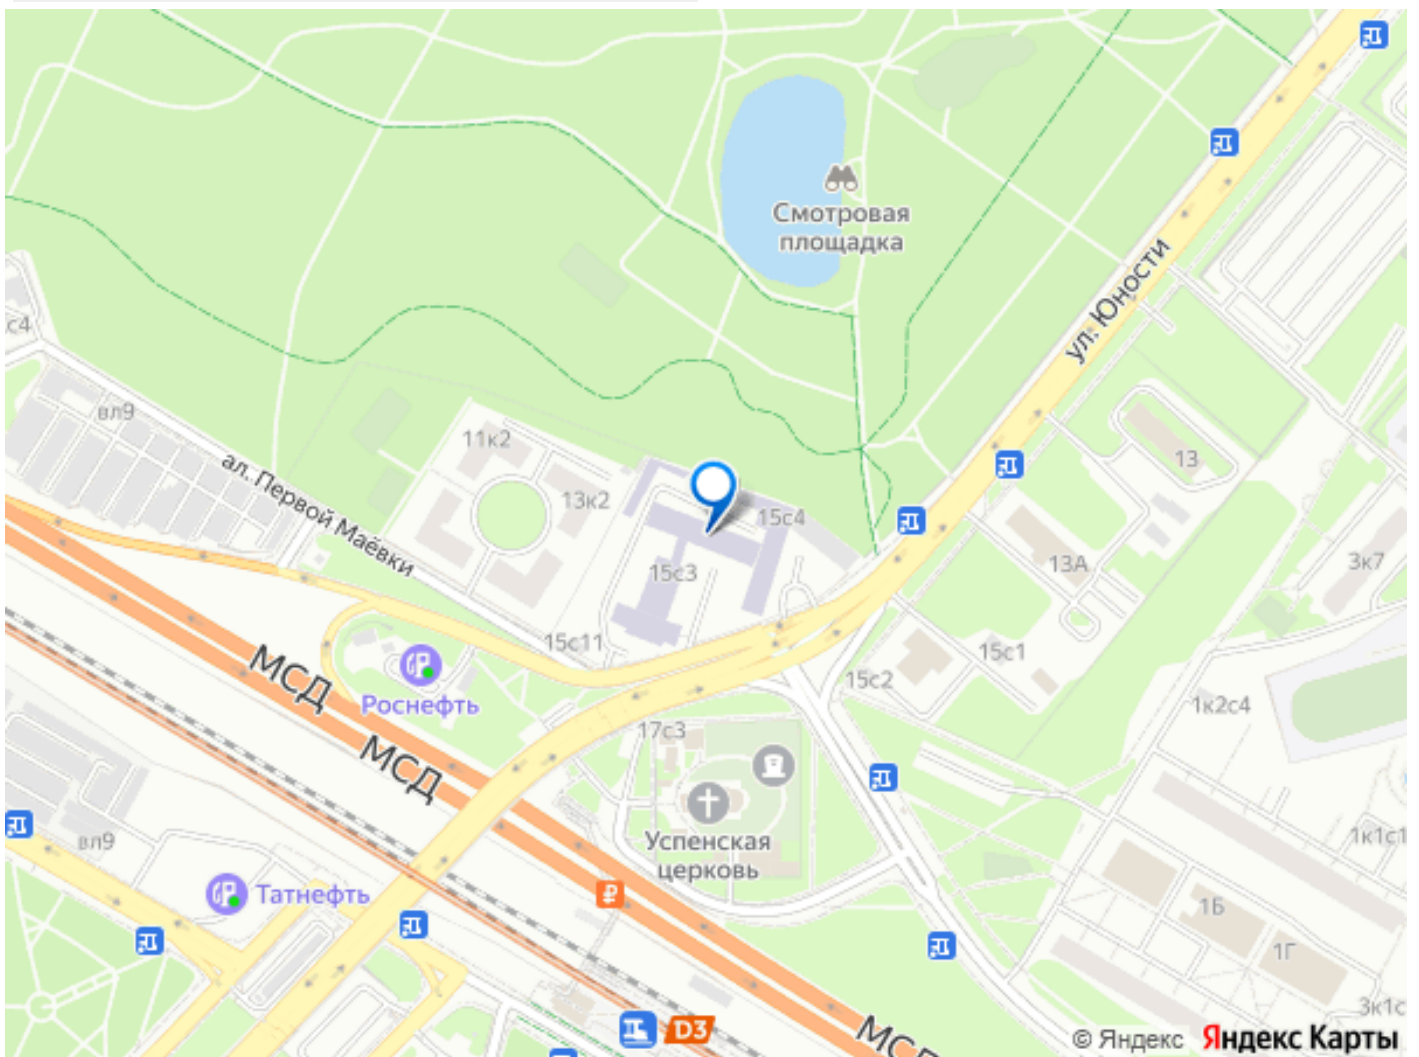 Смотровая
площадка
ул. Юности
с4
вл9
11к2
ал. Первой Маёвки
13к2
15с4
13
13А
3к7
15с3
15с11
15с1
15с2
1к2с4
МСД
Роснефть
17с3
МСД
Успенская
церковь
вл9
1к1с1
Татнефть
₽
1Б
1Г
3к1с
D3
МСД
© Яндекс Яндекс Карты